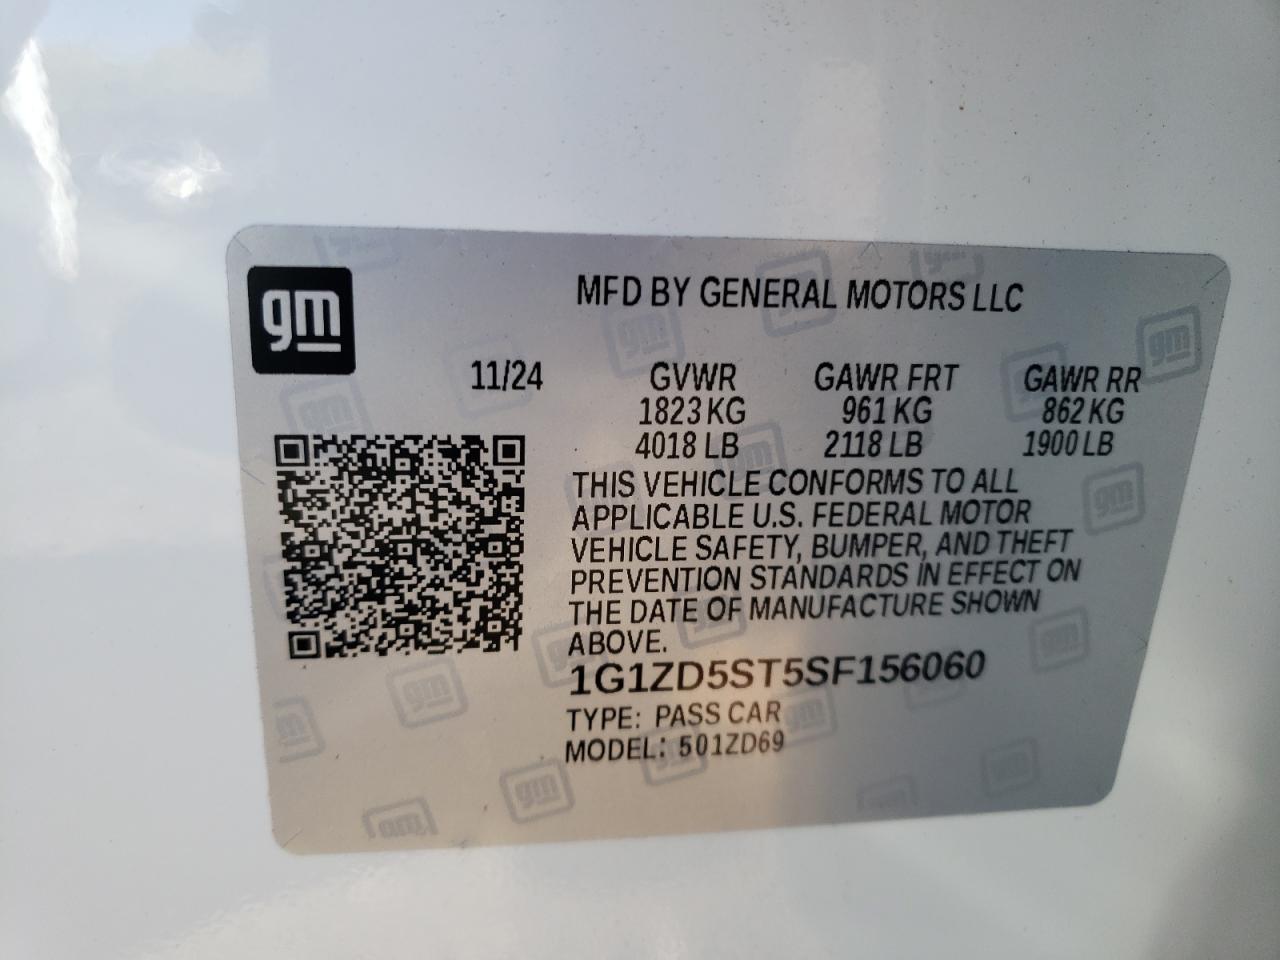 gm
MFD BY GENERAL MOTORS LLC
11/24 GVWR GAWR FRT GAWR RR
1823 KG 961 KG 862 KG
4018 LB 2118 LB 1900 LB
THIS VEHICLE CONFORMS TO ALL
APPLICABLE U.S. FEDERAL MOTOR
VEHICLE SAFETY, BUMPER, AND THEFT
PREVENTION STANDARDS IN EFFECT ON
THE DATE OF MANUFACTURE SHOWN
ABOVE.
1G1ZD5ST5SF156060
TYPE: PASS CAR
MODEL: 501ZD69